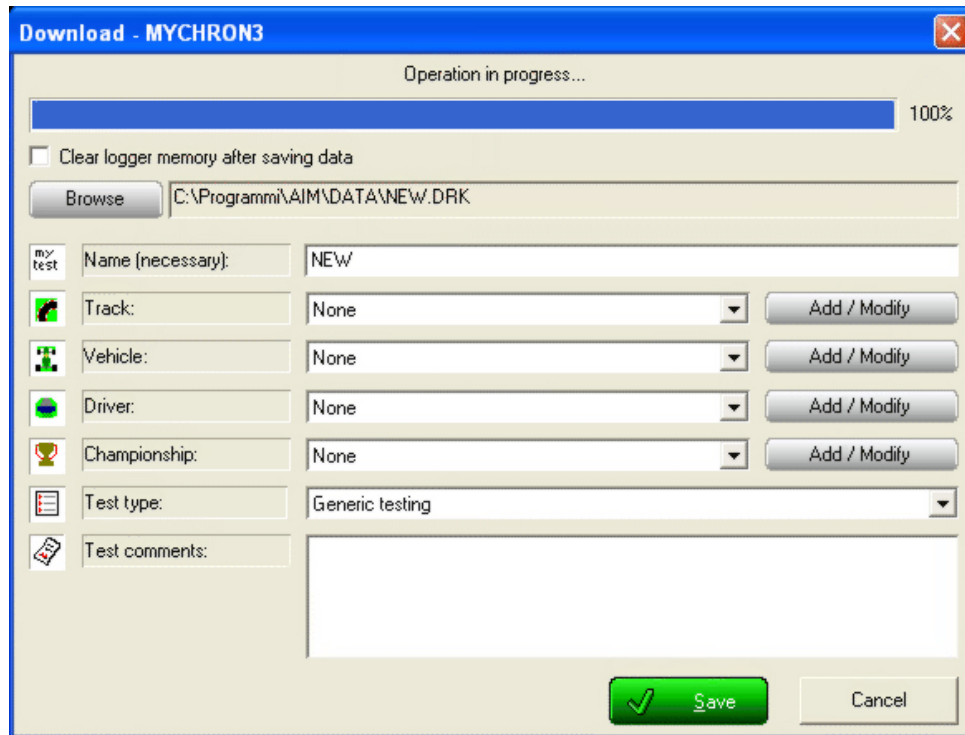 Download - MYCHRON3
Operation in progress...
100%
Clear logger memory after saving data
Browse C:\Programmi\AIM\DATA\NEW.DRK
my test Name (necessary): NEW
Track: None Add / Modify
Vehicle: None Add / Modify
Driver: None Add / Modify
Championship: None Add / Modify
Test type: Generic testing
Test comments:
Save Cancel